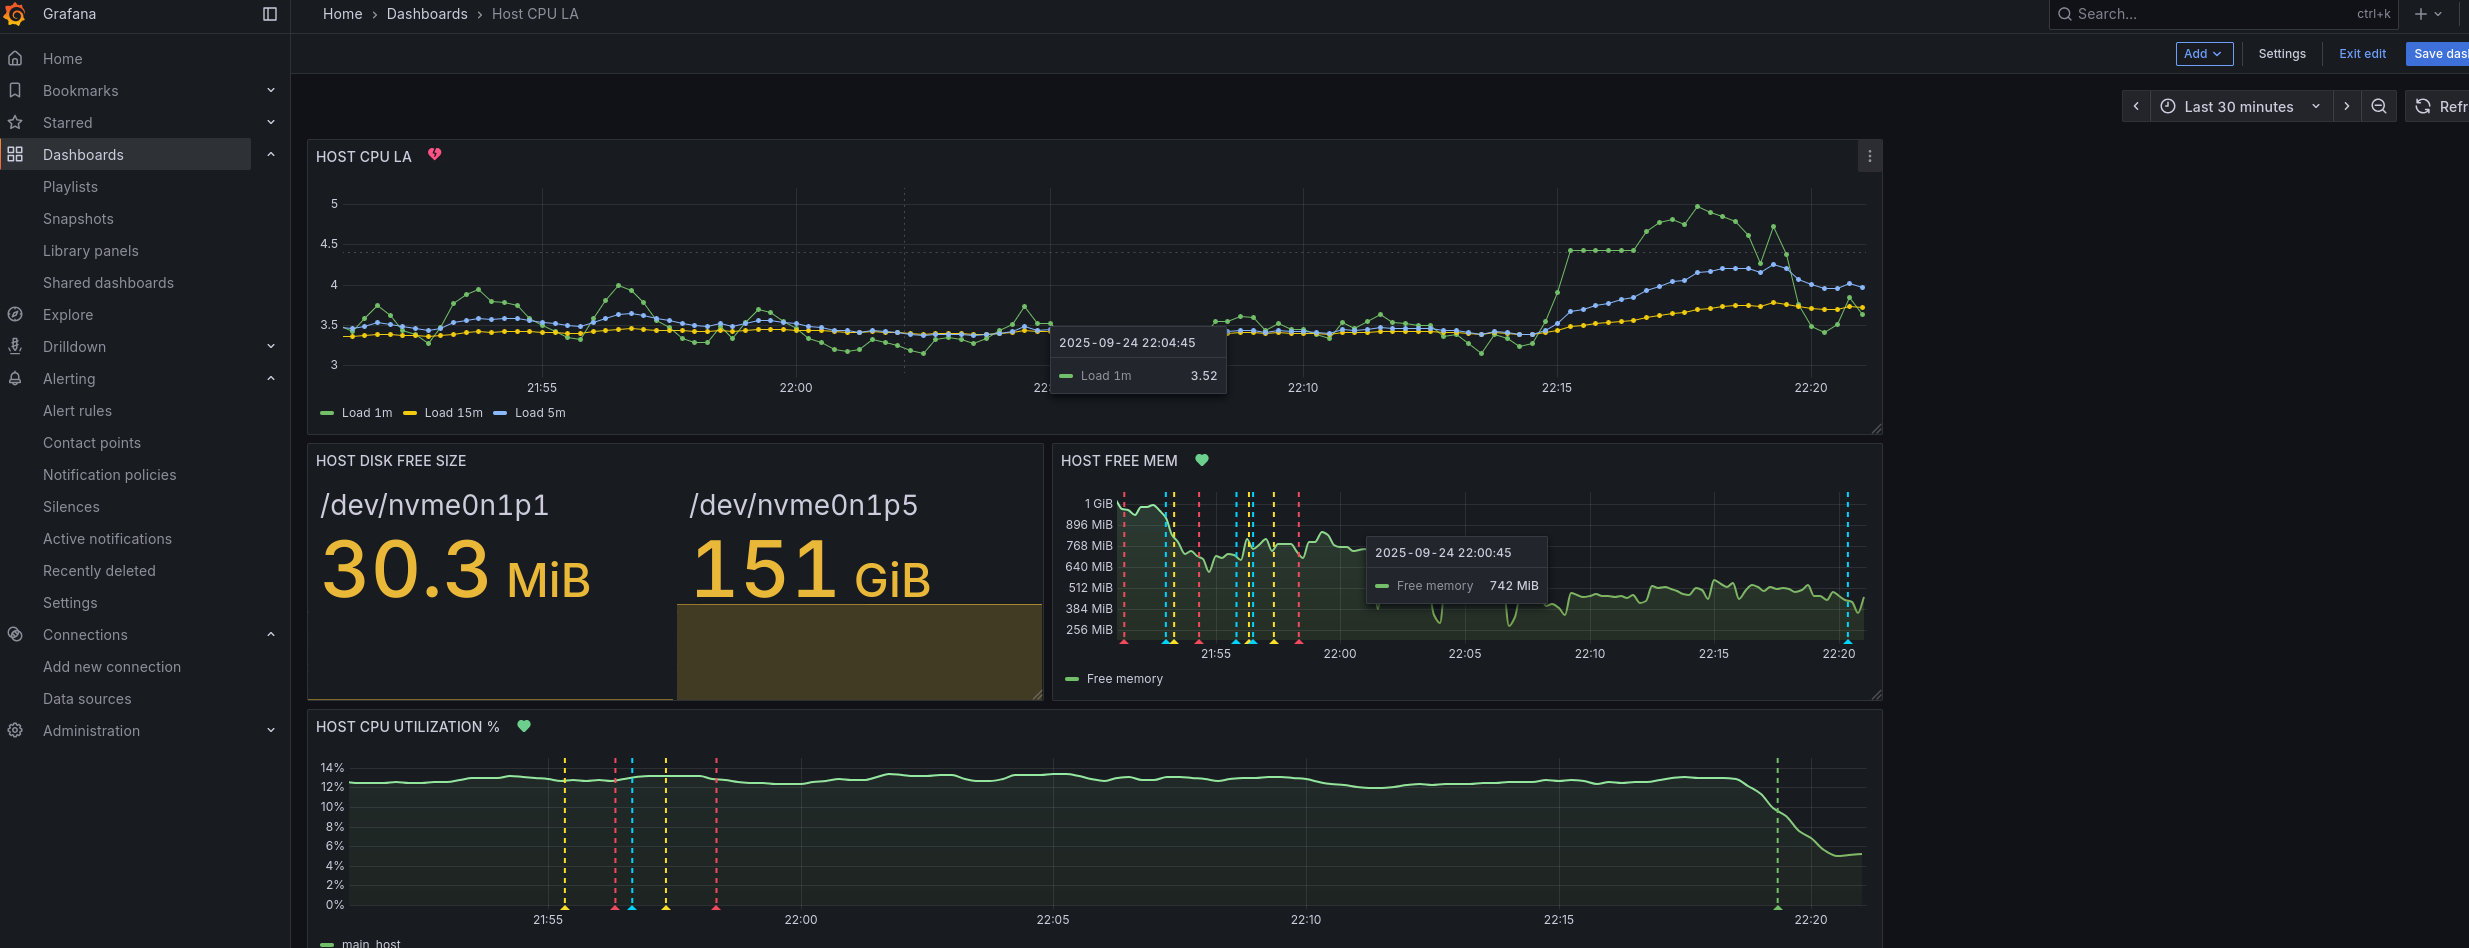 Grafana
Home › Dashboards › Host CPU LA
Search...
ctrl+k
Add
Settings
Exit edit
Save das
Last 30 minutes
Refr
Home
Bookmarks
Starred
Dashboards
Playlists
Snapshots
Library panels
Shared dashboards
Explore
Drilldown
Alerting
Alert rules
Contact points
Notification policies
Silences
Active notifications
Recently deleted
Settings
Connections
Add new connection
Data sources
Administration
HOST CPU LA
5
4.5
4
3.5
3
21:55
22:00
22:
22:10
22:15
22:20
2025-09-24 22:04:45
Load 1m 3.52
Load 1m Load 15m Load 5m
HOST DISK FREE SIZE
/dev/nvme0n1p1
30.3 MiB
/dev/nvme0n1p5
151 GiB
HOST FREE MEM
1 GiB
896 MiB
768 MiB
640 MiB
512 MiB
384 MiB
256 MiB
21:55
22:00
22:05
22:10
22:15
22:20
2025-09-24 22:00:45
Free memory 742 MiB
Free memory
HOST CPU UTILIZATION %
14%
12%
10%
8%
6%
4%
2%
0%
21:55
22:00
22:05
22:10
22:15
22:20
main_host